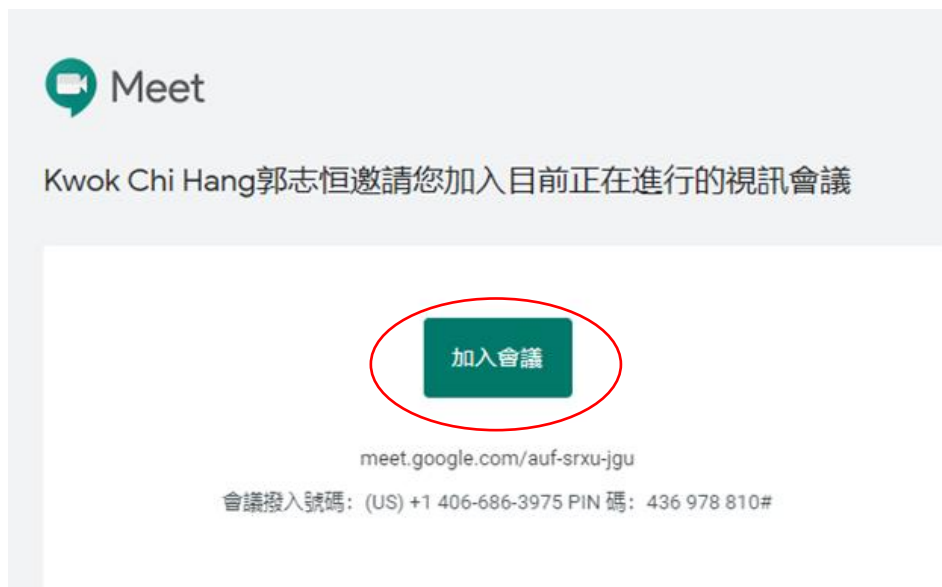 Meet
Kwok Chi Hang郭志恒邀請您加入目前正在進行的視訊會議
加入會議
meet.google.com/auf-srxu-jgu
會議撥入號碼：(US) +1 406-686-3975 PIN 碼：436 978 810#